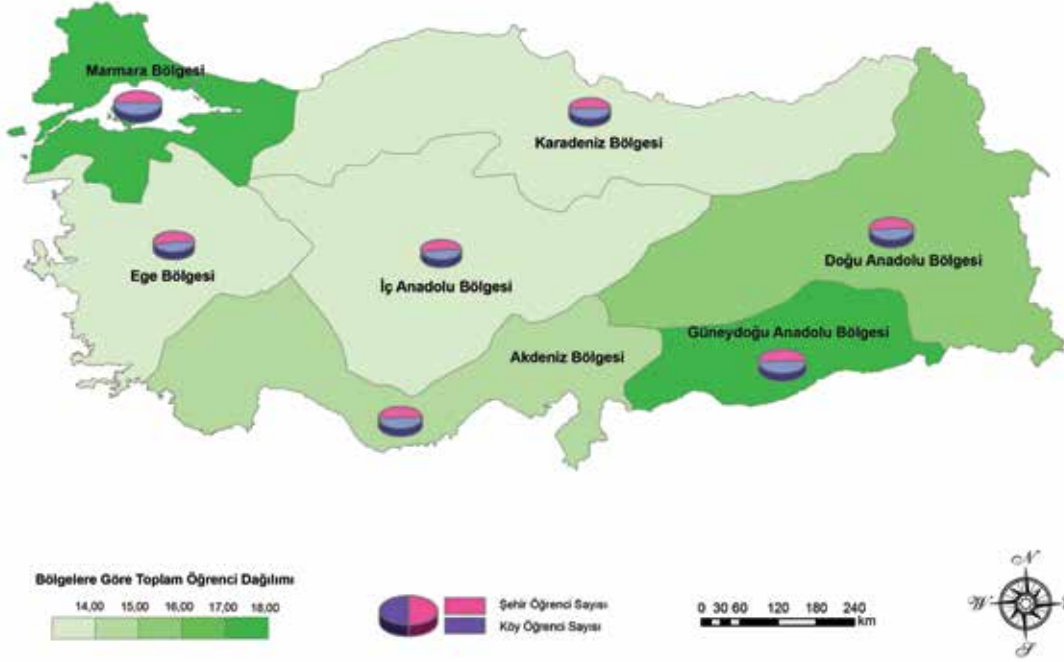 Marmara Bölgesi
Karadeniz Bölgesi
Ege Bölgesi
İç Anadolu Bölgesi
Doğu Anadolu Bölgesi
Güneydoğu Anadolu Bölgesi
Akdeniz Bölgesi
Bölgelere Göre Toplam Öğrenci Dağılımı
14,00 15,00 16,00 17,00 18,00
Şehir Öğrenci Sayısı
Köy Öğrenci Sayısı
0 30 60 120 180 240
km
N
W
S